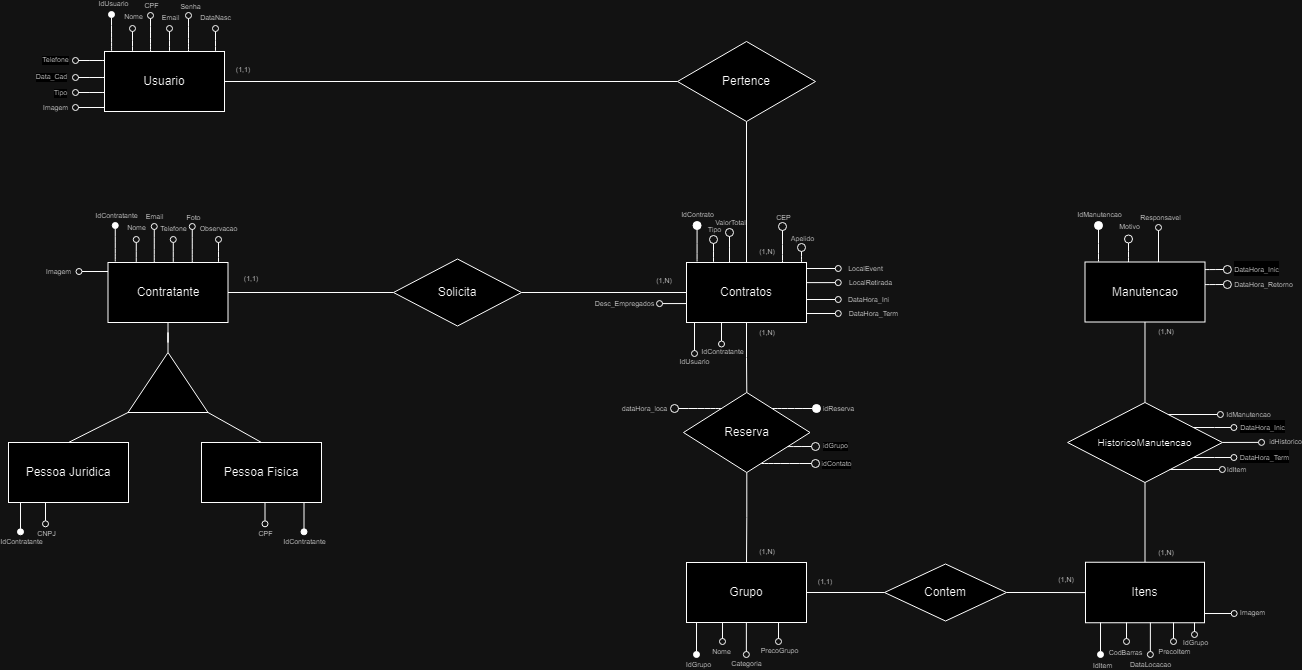 IdUsuario
Nome
CPF
Email
Senha
DataNasc
Telefone
Data_Cad
Tipo
Imagem
Usuario
(1,1)
Pertence
IdContratante
Nome
Email
Telefone
Foto
Observacao
Imagem
Contratante
(1,1)
Solicita
(1,N)
IdContrato
Tipo
ValorTotal
(1,N)
CEP
Apelido
Contratos
LocalEvent
LocalRetirada
DataHora_Ini
DataHora_Term
Desc_Empregados
IdUsuario
IdContratante
(1,N)
IdManutencao
Motivo
Responsavel
Manutencao
DataHora_Inic
DataHora_Retorno
(1,N)
Pessoa Juridica
IdContratante
CNPJ
Pessoa Fisica
CPF
IdContratante
dataHora_loca
Reserva
idReserva
idGrupo
idContato
HistoricoManutencao
IdManutencao
DataHora_Inic
idHistorico
DataHora_Term
IdItem
(1,N)
Grupo
(1,1)
IdGrupo
Nome
Categoria
PrecoGrupo
Contem
(1,N)
(1,N)
Itens
Imagem
IdItem
CodBarras
DataLocacao
PrecoItem
IdGrupo